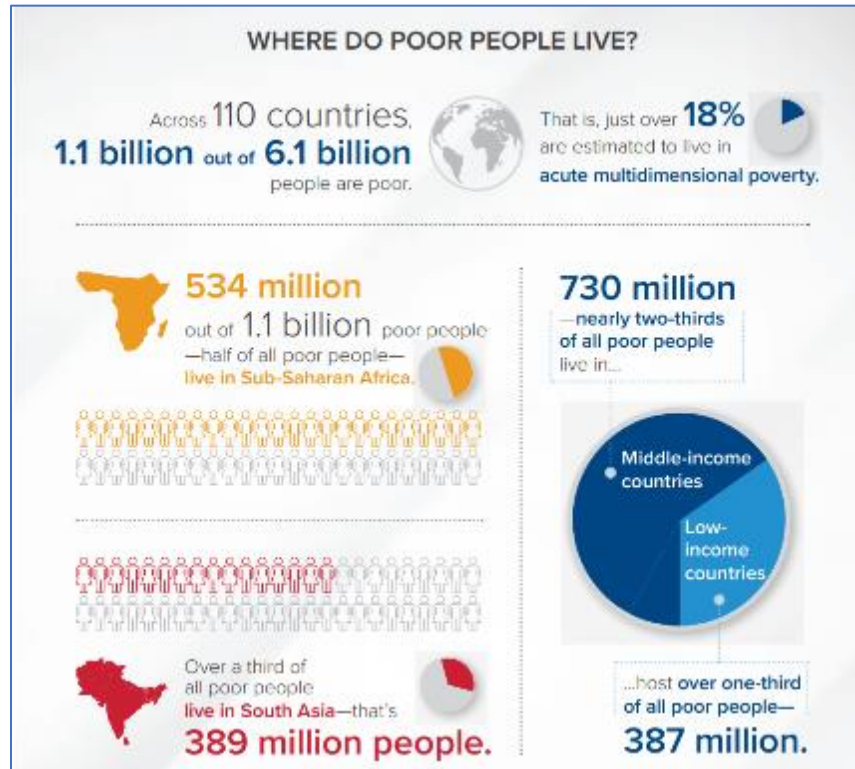 WHERE DO POOR PEOPLE LIVE?
Across 110 countries,
1.1 billion out of 6.1 billion
people are poor.
That is, just over 18%
are estimated to live in
acute multidimensional poverty.
534 million
out of 1.1 billion poor people
—half of all poor people—
live in Sub-Saharan Africa.
730 million
—nearly two-thirds
of all poor people
live in...
Middle-income
countries
Low-
income
countries
Over a third of
all poor people
live in South Asia—that's
389 million people.
...host over one-third
of all poor people—
387 million.